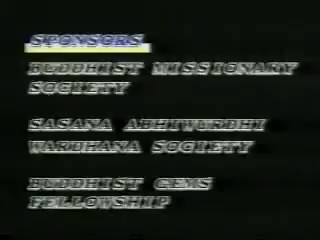 SPONSORS
BUDDHIST MISSIONARY
SOCIETY
SASANA ABHIWURDHI
WARDHANA SOCIETY
BUDDHIST GEMS
FELLOWSHIP